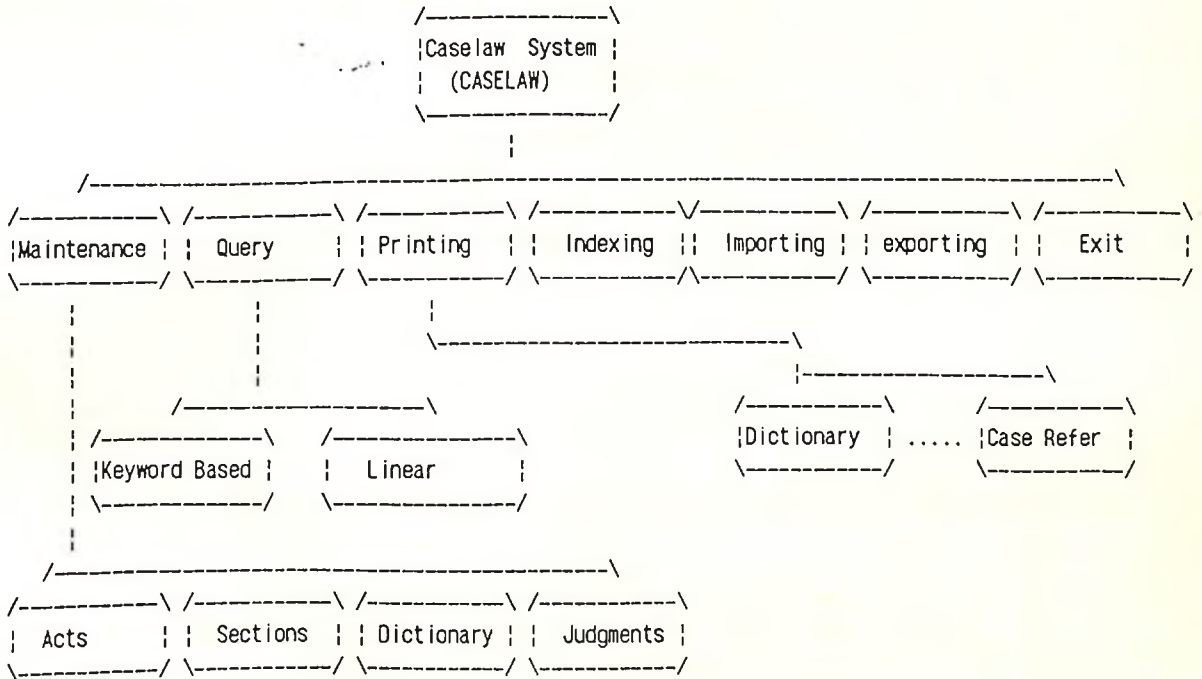 Caselaw System
(CASELAW)
Maintenance Query Printing Indexing Importing exporting Exit
Dictionary ..... Case Refer
Keyword Based Linear
Acts Sections Dictionary Judgments